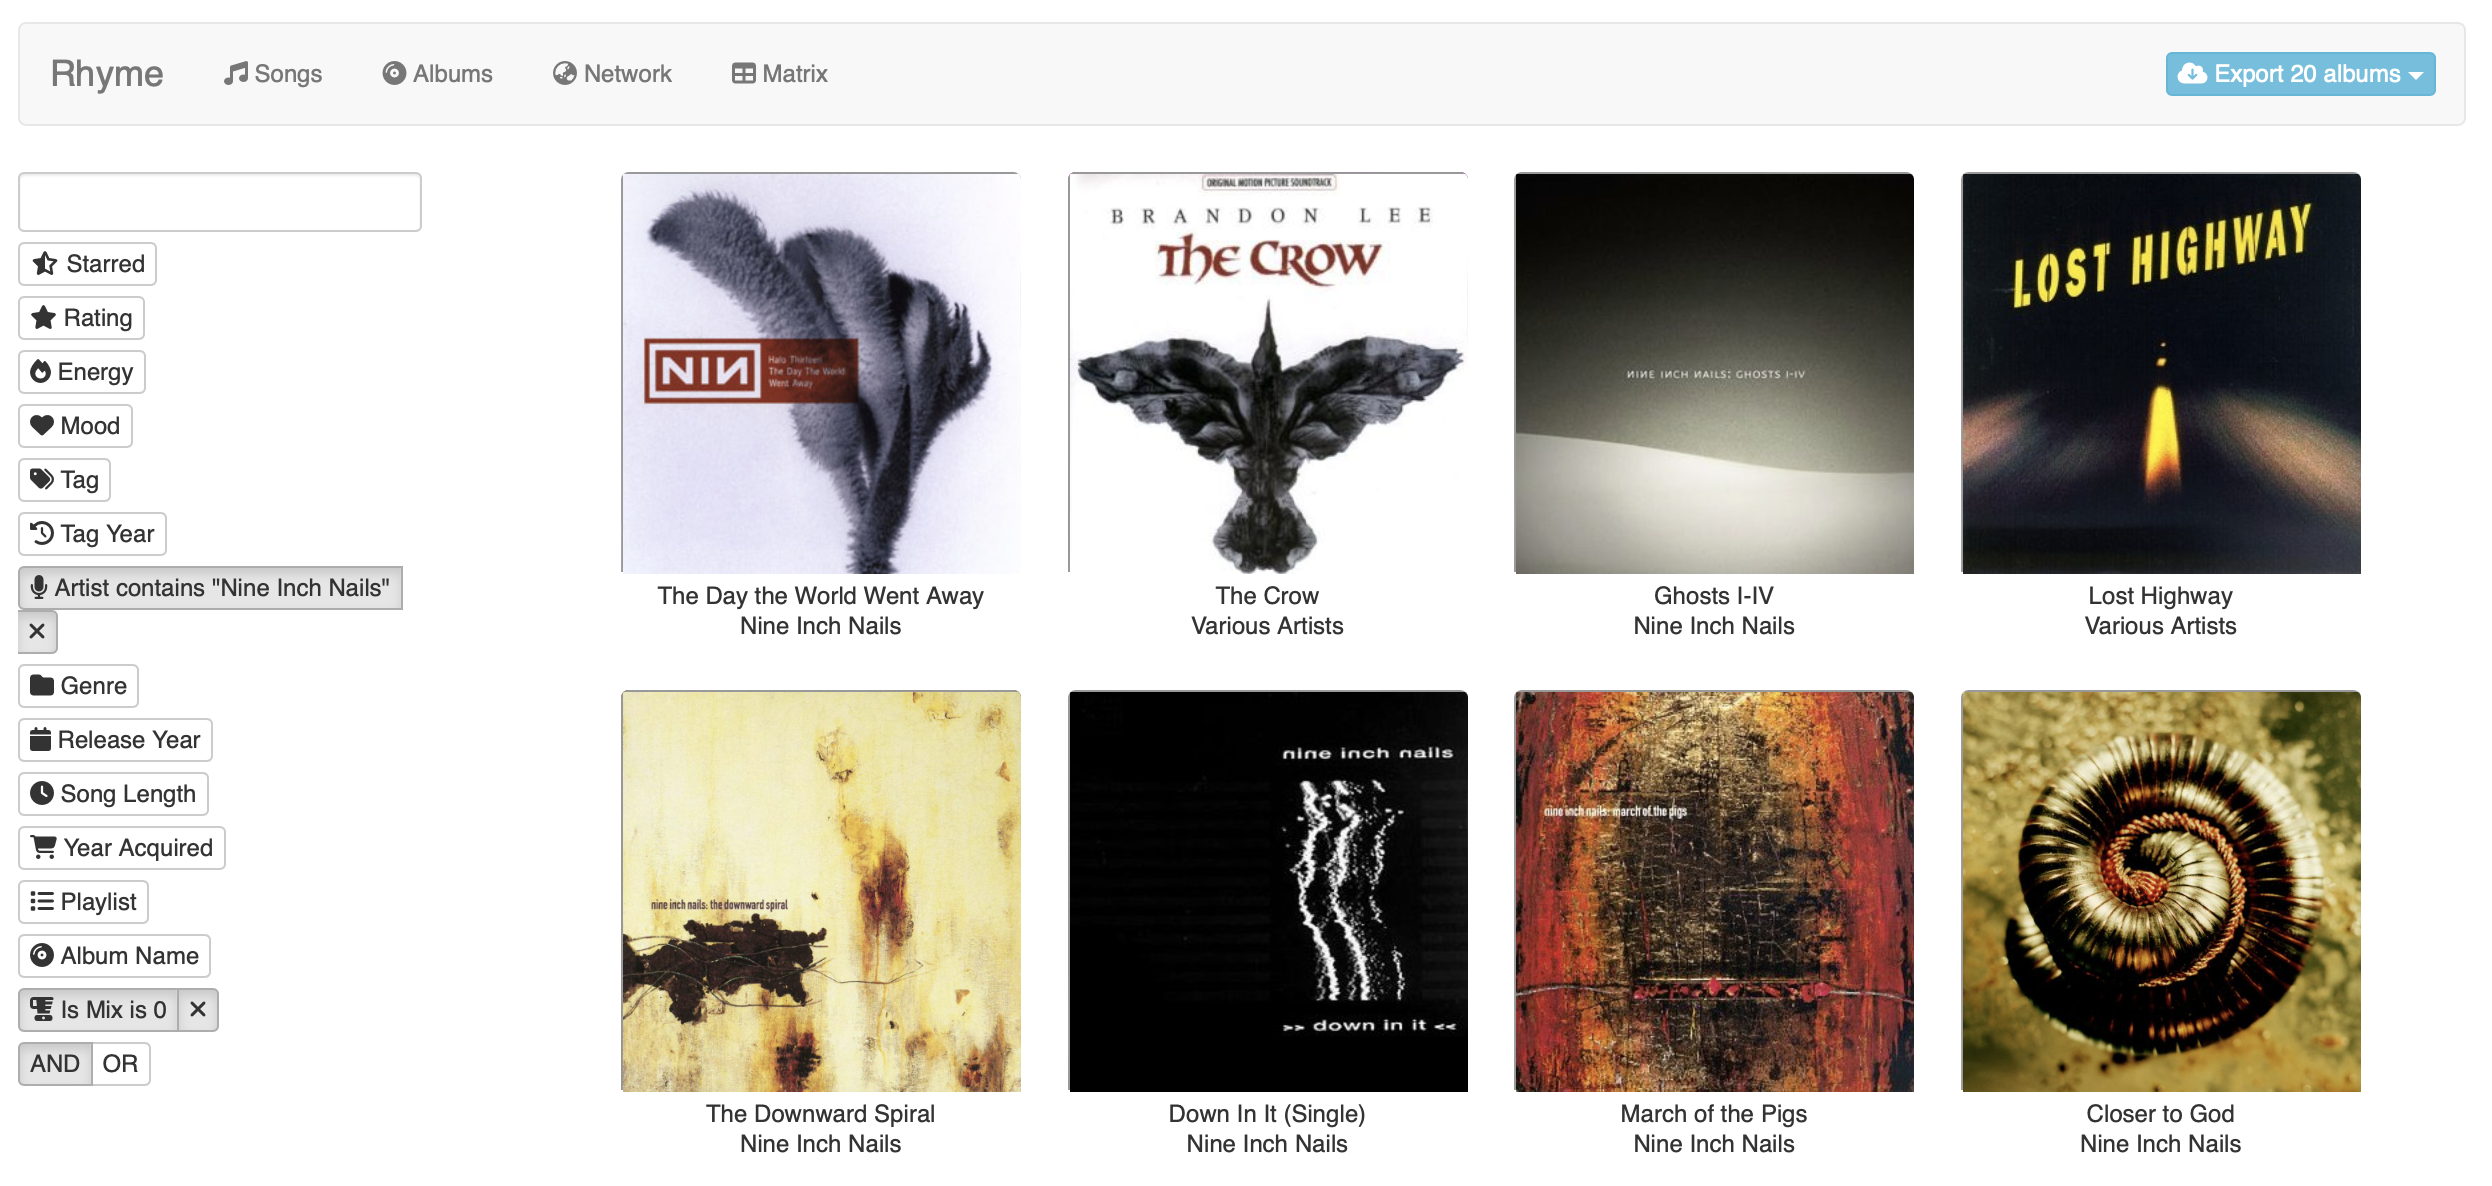 Rhyme
Songs
Albums
Network
Matrix
Export 20 albums
Starred
Rating
Energy
Mood
Tag
Tag Year
Artist contains "Nine Inch Nails"
Genre
Release Year
Song Length
Year Acquired
Playlist
Album Name
Is Mix is 0
AND OR
NIN
Halo Thirteen
The Day The World
Went Away
The Day the World Went Away
Nine Inch Nails
ORIGINAL MOTION PICTURE SOUNDTRACK
BRANDON LEE
THE CROW
The Crow
Various Artists
NINE INCH NAILS: GHOSTS I-IV
Ghosts I-IV
Nine Inch Nails
LOST HIGHWAY
Lost Highway
Various Artists
nine inch nails: the downward spiral
The Downward Spiral
Nine Inch Nails
nine inch nails
>> down in it <<
Down In It (Single)
Nine Inch Nails
nine inch nails: march of the pigs
March of the Pigs
Nine Inch Nails
Closer to God
Nine Inch Nails